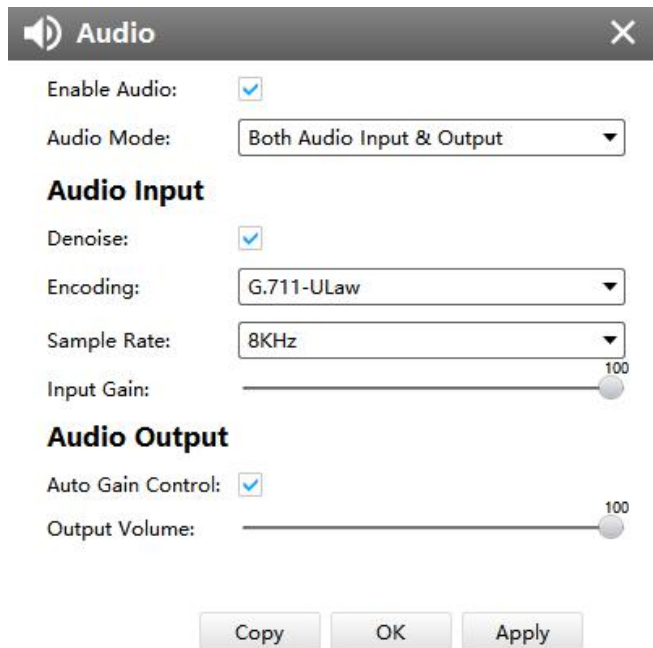 Audio
Enable Audio:
Audio Mode: Both Audio Input & Output
Audio Input
Denoise:
Encoding: G.711-ULaw
Sample Rate: 8KHz
100
Input Gain:
Audio Output
Auto Gain Control:
100
Output Volume:
Copy OK Apply